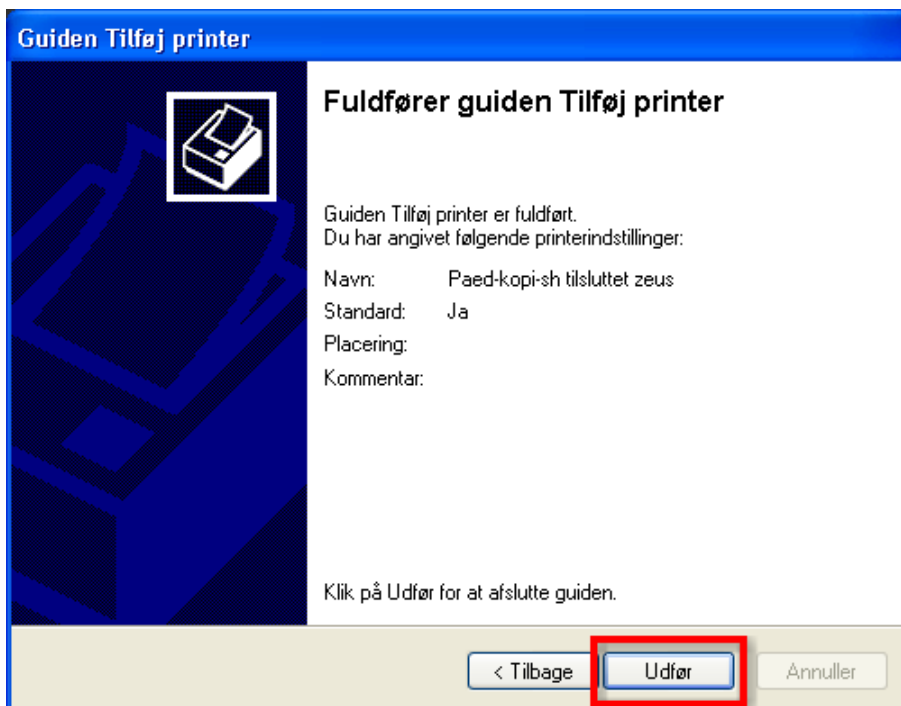 Guiden Tilføj printer
Fuldfører guiden Tilføj printer
Guiden Tilføj printer er fuldført.
Du har angivet følgende printerindstillinger:
Navn: Paed-kopi-sh tilsluttet zeus
Standard: Ja
Placering:
Kommentar:
Klik på Udfør for at afslutte guiden.
< Tilbage Udfør Annuller